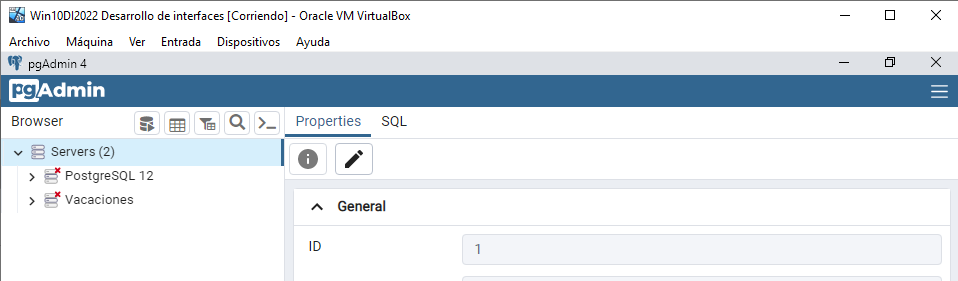 Win10DI2022 Desarrollo de interfaces [Corriendo] - Oracle VM VirtualBox
Archivo Máquina Ver Entrada Dispositivos Ayuda
pgAdmin 4
pgAdmin
Browser
Properties SQL
Servers (2)
PostgreSQL 12
Vacaciones
General
ID
1